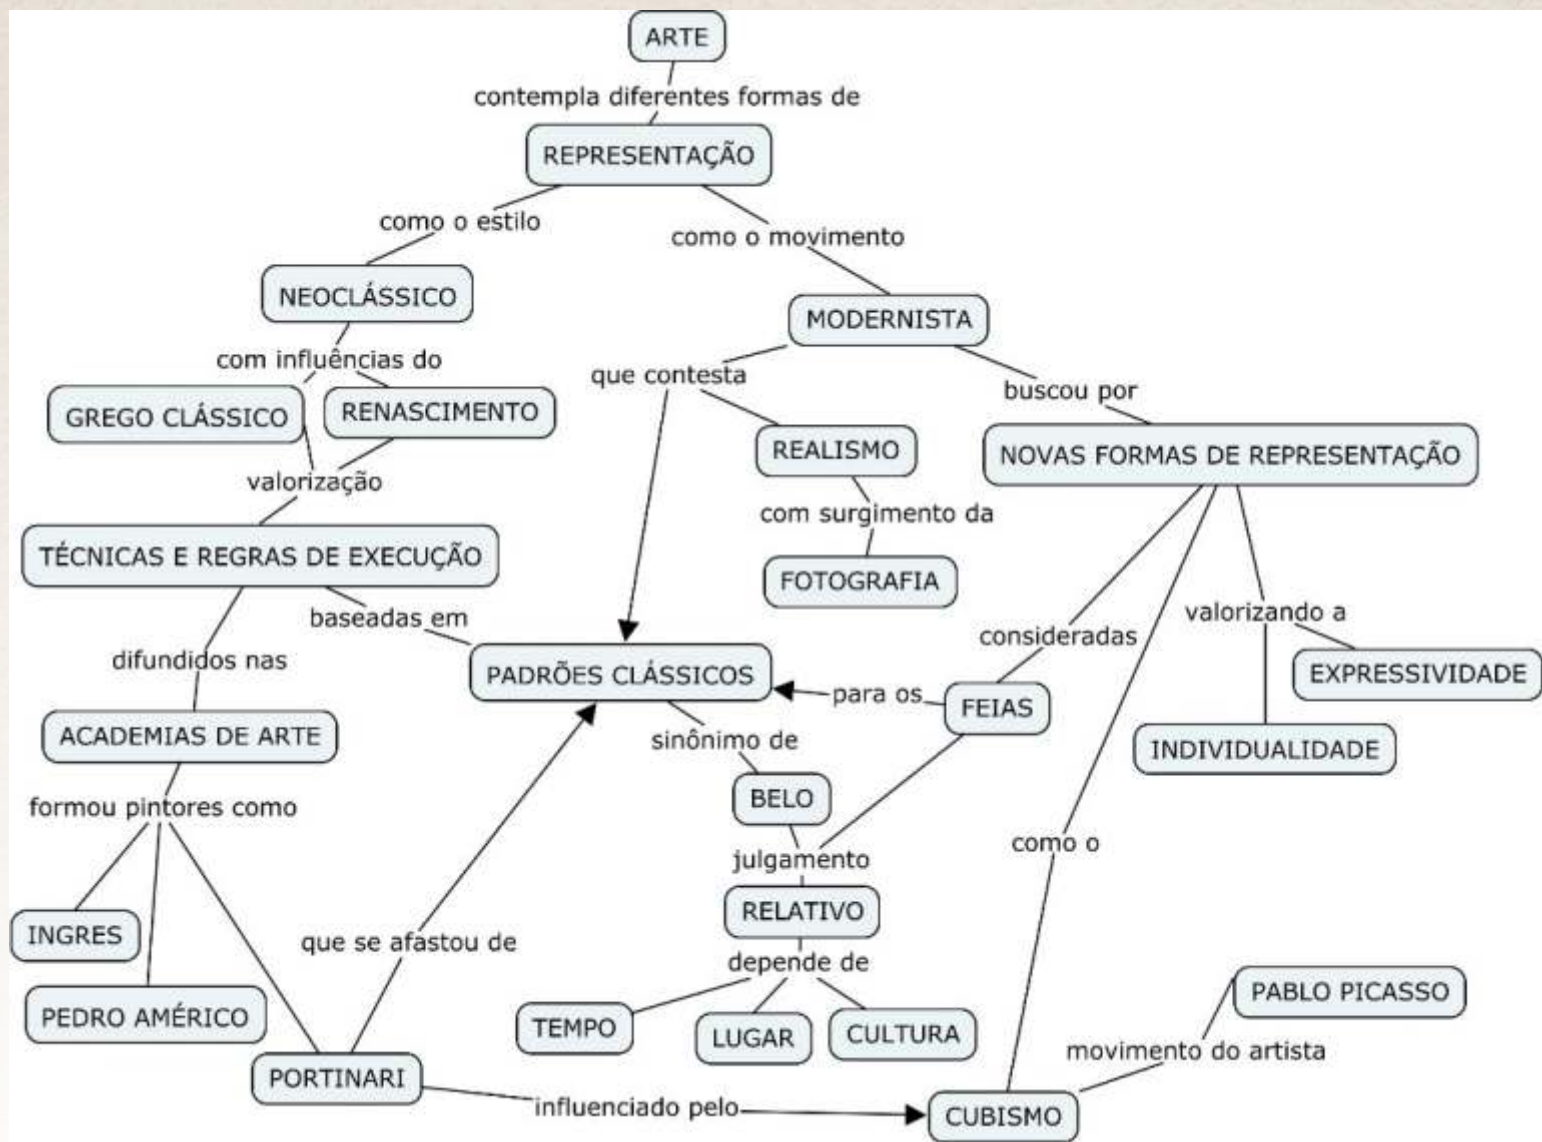 ARTE
contempla diferentes formas de
REPRESENTAÇÃO
como o estilo
como o movimento
NEOCLÁSSICO
MODERNISTA
com influências do
que contesta
buscou por
GREGO CLÁSSICO
RENASCIMENTO
REALISMO
NOVAS FORMAS DE REPRESENTAÇÃO
valorização
com surgimento da
TÉCNICAS E REGRAS DE EXECUÇÃO
FOTOGRAFIA
baseadas em
consideradas
valorizando a
difundidos nas
PADRÕES CLÁSSICOS
EXPRESSIVIDADE
para os
FEIAS
ACADEMIAS DE ARTE
sinônimo de
INDIVIDUALIDADE
formou pintores como
BELO
como o
julgamento
INGRES
que se afastou de
RELATIVO
depende de
PEDRO AMÉRICO
TEMPO
LUGAR
CULTURA
PABLO PICASSO
PORTINARI
movimento do artista
influenciado pelo
CUBISMO